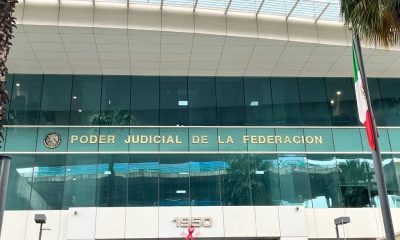 PODER JUDICIAL DE LA FEDERACION
1950